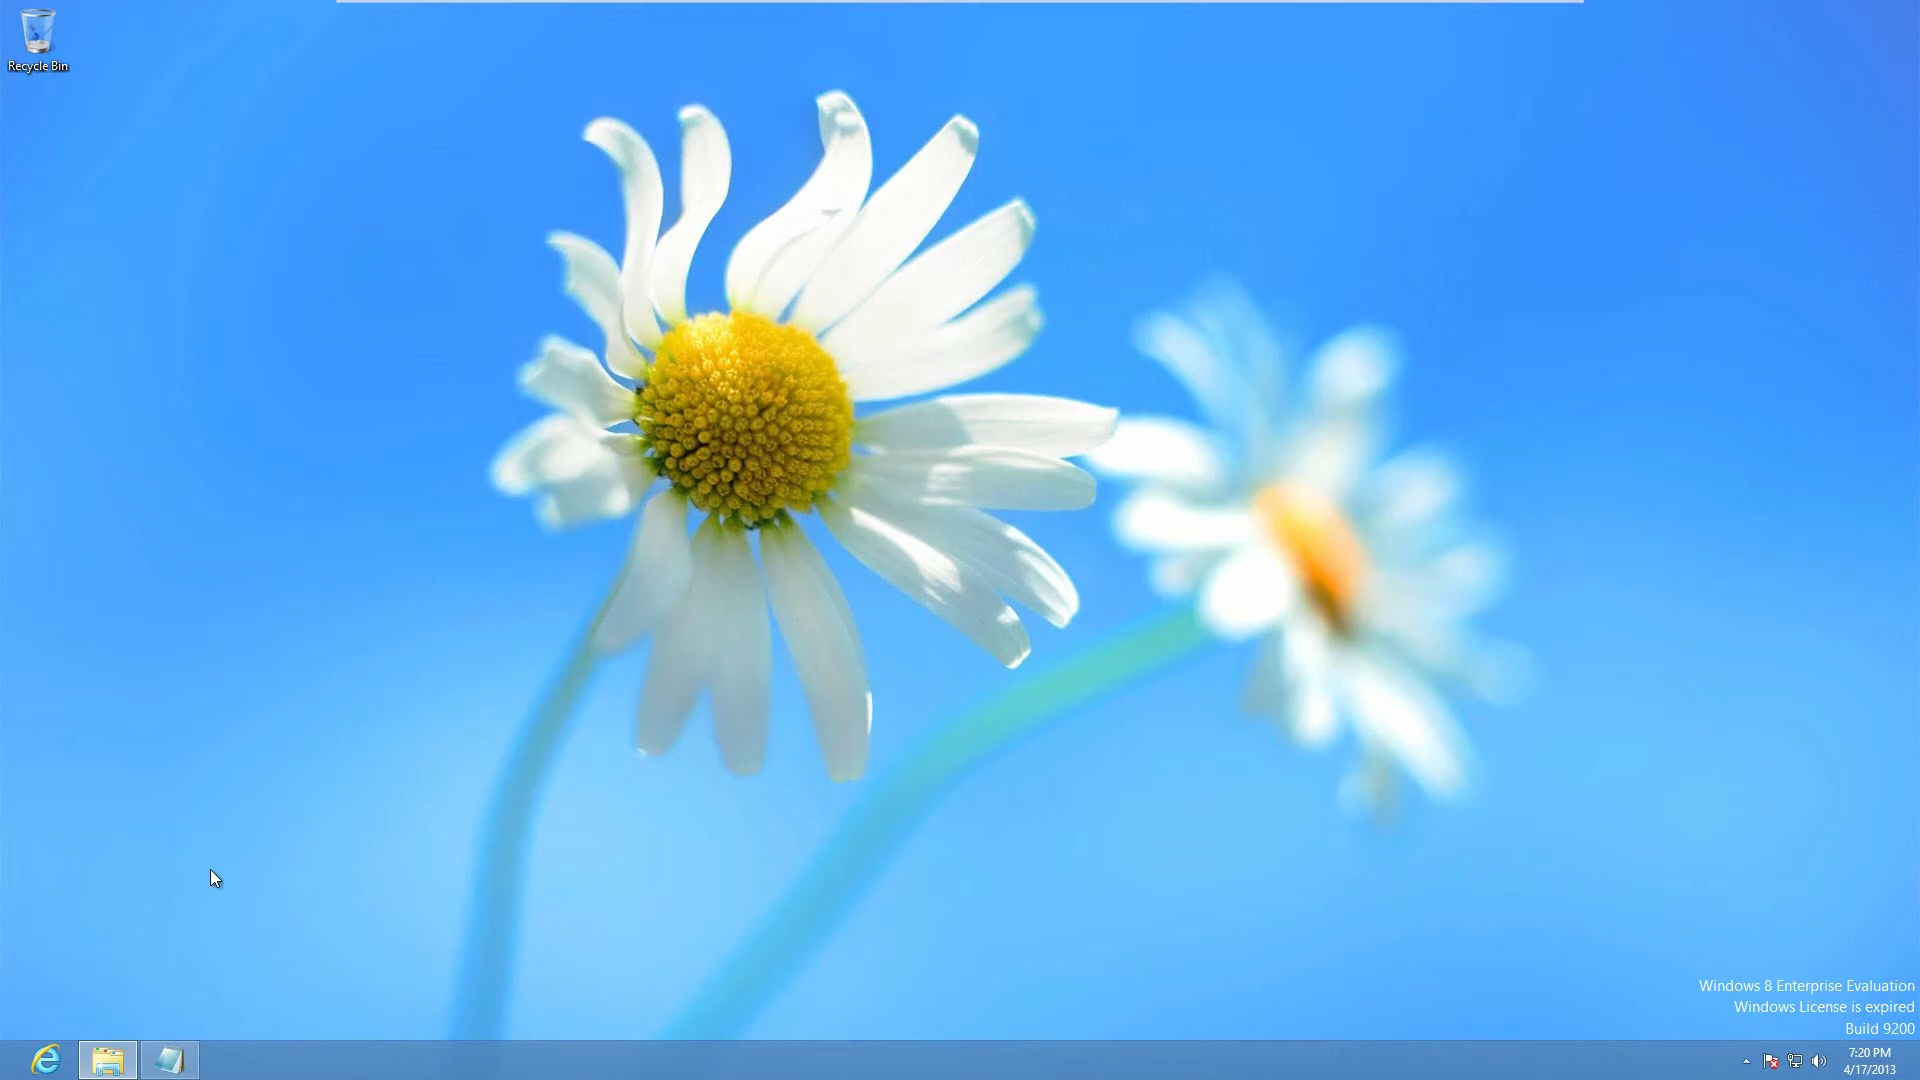 Recycle Bin
Windows 8 Enterprise Evaluation
Windows License is expired
Build 9200
7:20 PM
4/17/2013